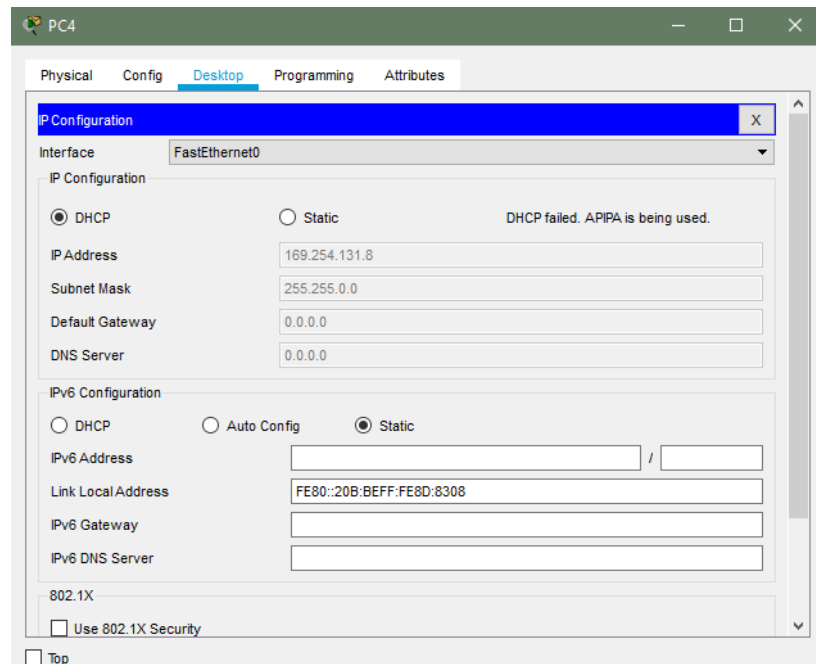 PC4
Physical Config Desktop Programming Attributes
IP Configuration X
Interface FastEthernet0
IP Configuration
DHCP Static DHCP failed. APIPA is being used.
IP Address 169.254.131.8
Subnet Mask 255.255.0.0
Default Gateway 0.0.0.0
DNS Server 0.0.0.0
IPv6 Configuration
DHCP Auto Config Static
IPv6 Address /
Link Local Address FE80::20B:BEFF:FE8D:8308
IPv6 Gateway
IPv6 DNS Server
802.1X
Use 802.1X Security
Top